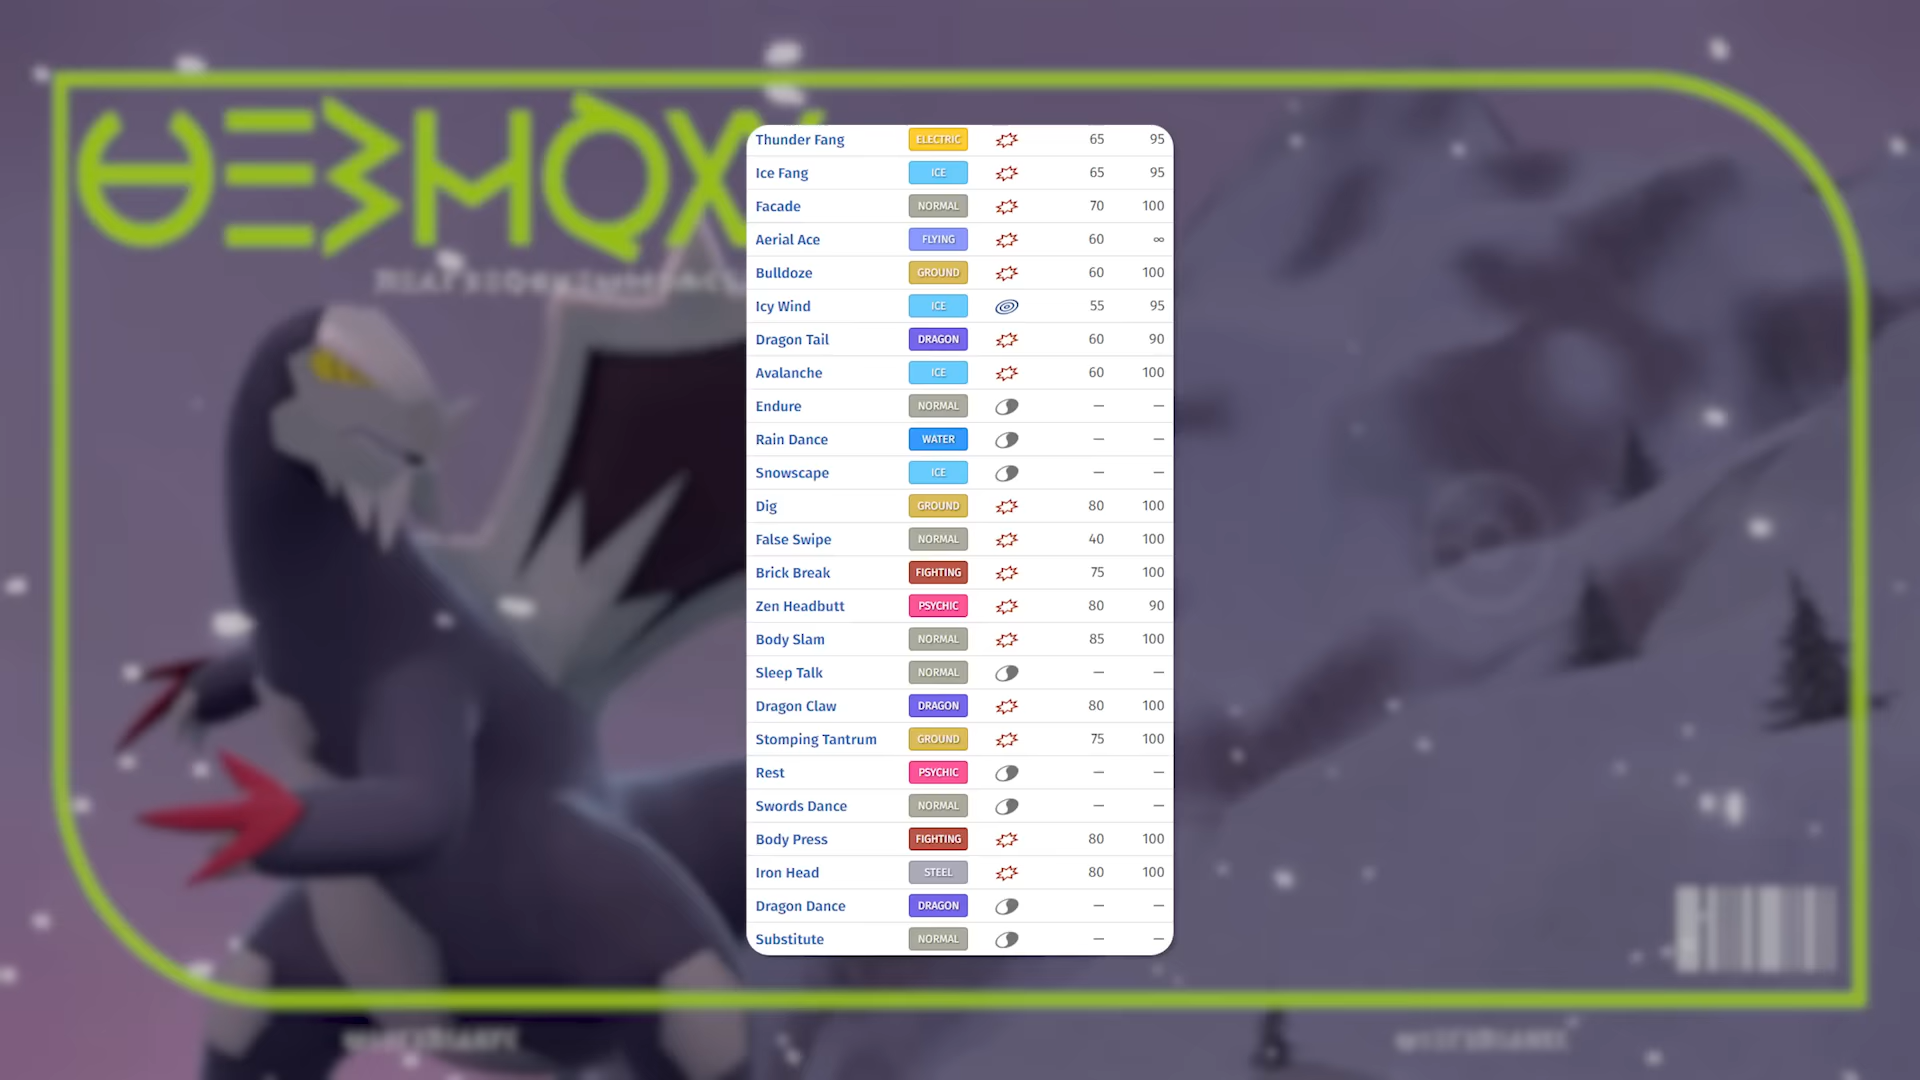 Thunder Fang ELECTRIC 65 95
Ice Fang ICE 65 95
Facade NORMAL 70 100
Aerial Ace FLYING 60 ∞
Bulldoze GROUND 60 100
Icy Wind ICE 55 95
Dragon Tail DRAGON 60 90
Avalanche ICE 60 100
Endure NORMAL — —
Rain Dance WATER — —
Snowscape ICE — —
Dig GROUND 80 100
False Swipe NORMAL 40 100
Brick Break FIGHTING 75 100
Zen Headbutt PSYCHIC 80 90
Body Slam NORMAL 85 100
Sleep Talk NORMAL — —
Dragon Claw DRAGON 80 100
Stomping Tantrum GROUND 75 100
Rest PSYCHIC — —
Swords Dance NORMAL — —
Body Press FIGHTING 80 100
Iron Head STEEL 80 100
Dragon Dance DRAGON — —
Substitute NORMAL — —